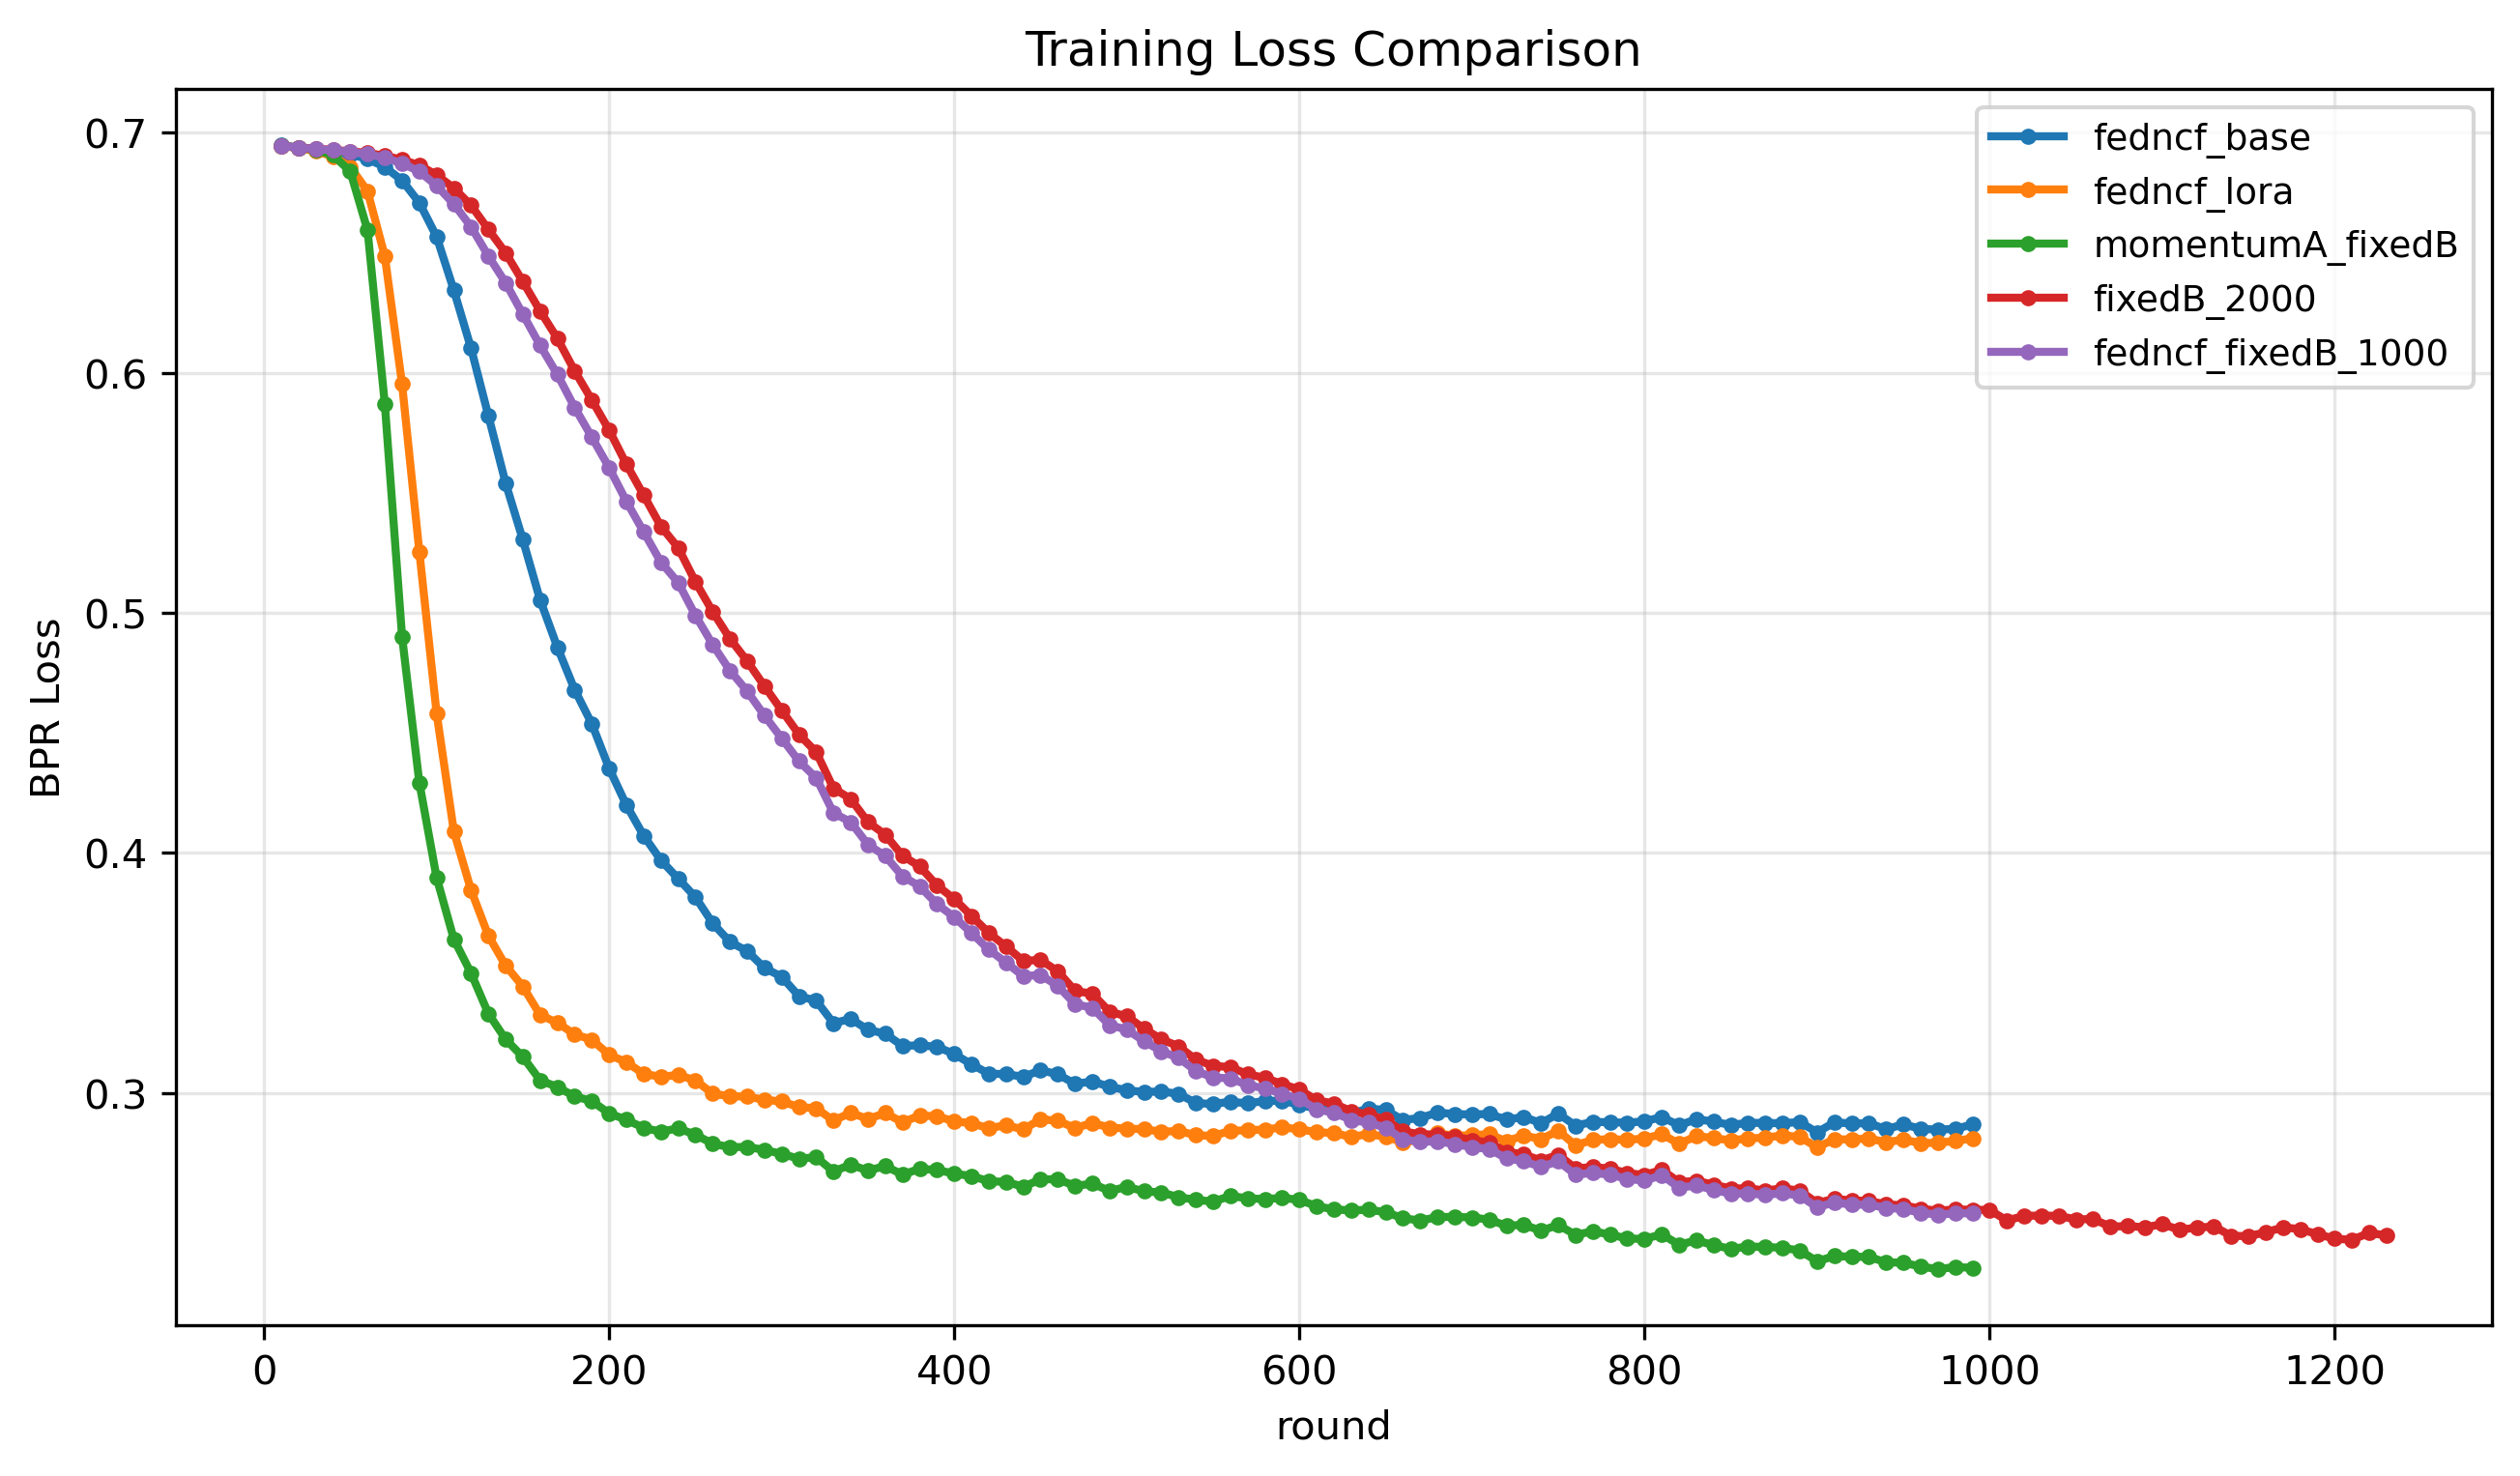 Training Loss Comparison
0.7
0.6
0.5
0.4
0.3
BPR Loss
fedncf_base
fedncf_lora
momentumA_fixedB
fixedB_2000
fedncf_fixedB_1000
0
200
400
600
800
1000
1200
round